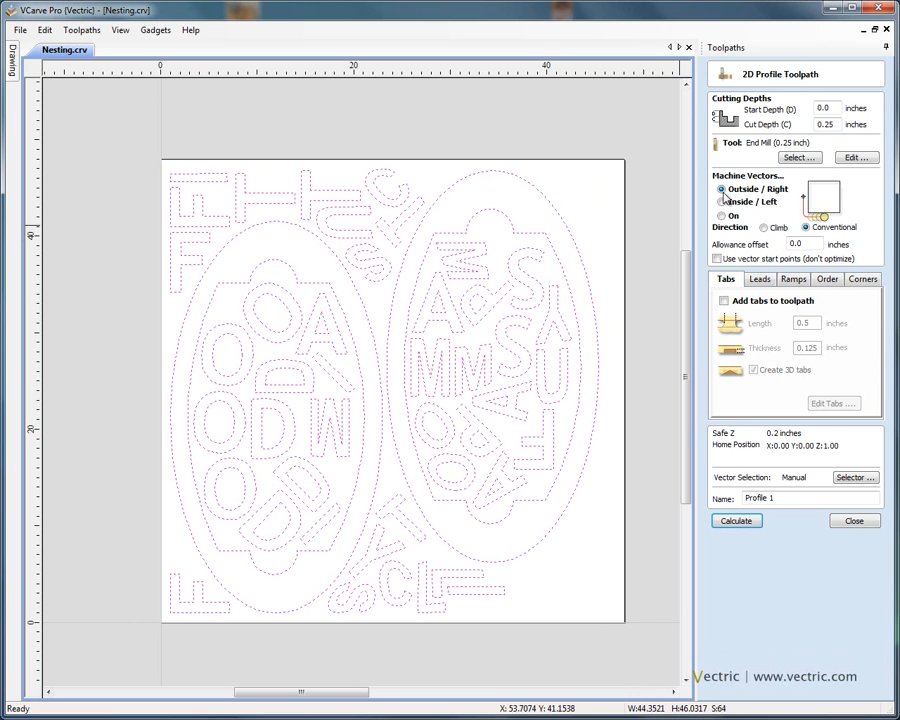 VCarve Pro (Vectric) - [Nesting.crv]
File Edit Toolpaths View Gadgets Help
Drawing
Nesting.crv
Toolpaths
0 20 40
2D Profile Toolpath
Cutting Depths
Start Depth (D) 0.0 inches
Cut Depth (C) 0.25 inches
Tool: End Mill (0.25 inch)
Select ... Edit ...
Machine Vectors...
Outside / Right
Inside / Left
On
Direction Climb Conventional
Allowance offset 0.0 inches
Use vector start points (don't optimize)
Tabs Leads Ramps Order Corners
Add tabs to toolpath
Length 0.5 inches
Thickness 0.125 inches
Create 3D tabs
Edit Tabs ....
Safe Z 0.2 inches
Home Position X:0.00 Y:0.00 Z:1.00
Vector Selection: Manual Selector ...
Name: Profile 1
Calculate Close
40
20
0
Vectric | www.vectric.com
Ready X: 53.7074 Y: 41.1538 W:44.3521 H:46.0317 S:64